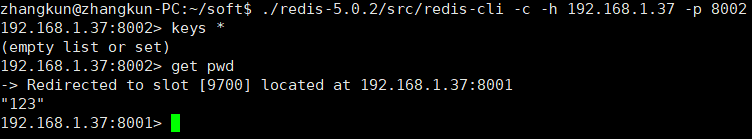 zhangkun@zhangkun-PC:~/soft$ ./redis-5.0.2/src/redis-cli -c -h 192.168.1.37 -p 8002
192.168.1.37:8002> keys *
(empty list or set)
192.168.1.37:8002> get pwd
-> Redirected to slot [9700] located at 192.168.1.37:8001
"123"
192.168.1.37:8001>